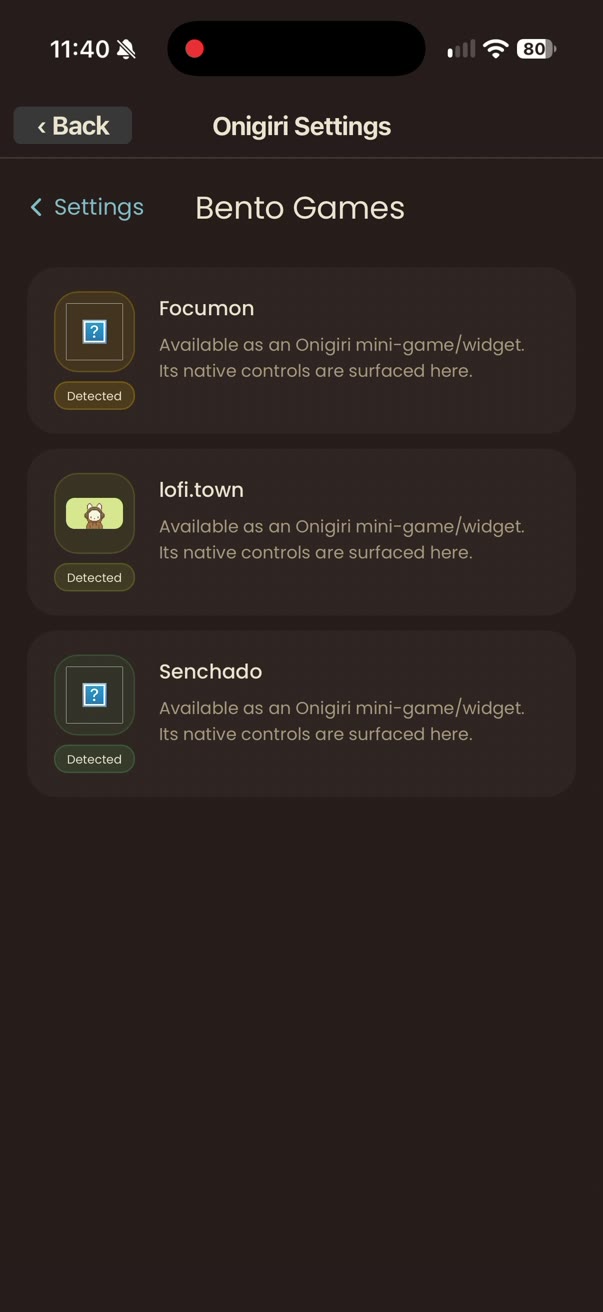 11:40
80
‹ Back
Onigiri Settings
Settings
Bento Games
Focumon
Available as an Onigiri mini-game/widget.
Its native controls are surfaced here.
?
Detected
lofi.town
Available as an Onigiri mini-game/widget.
Its native controls are surfaced here.
Detected
Senchado
Available as an Onigiri mini-game/widget.
Its native controls are surfaced here.
?
Detected